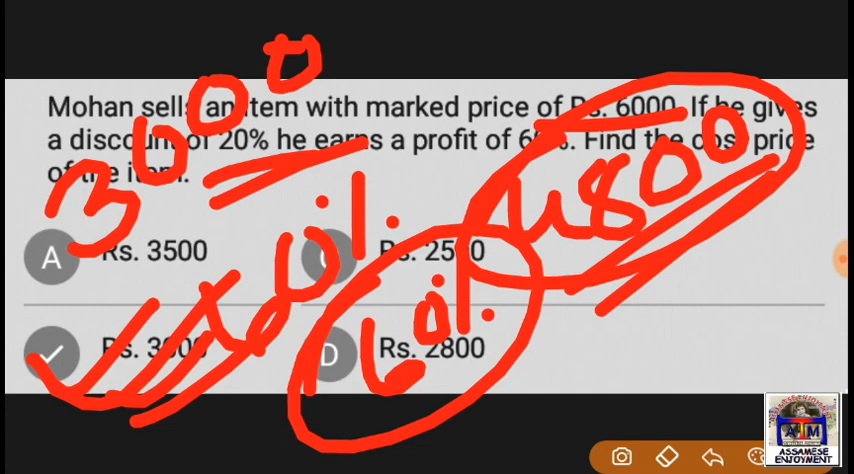 Mohan sells an item with marked price of Rs. 6000. If he gives
a discount of 20% he earns a profit of 60%. Find the cost price
of the item.
3000
4800
60%
A Rs. 3500
Rs. 2500
Rs. 3000
D Rs. 2800
ATM
ASSAMESE
ENJOYMENT